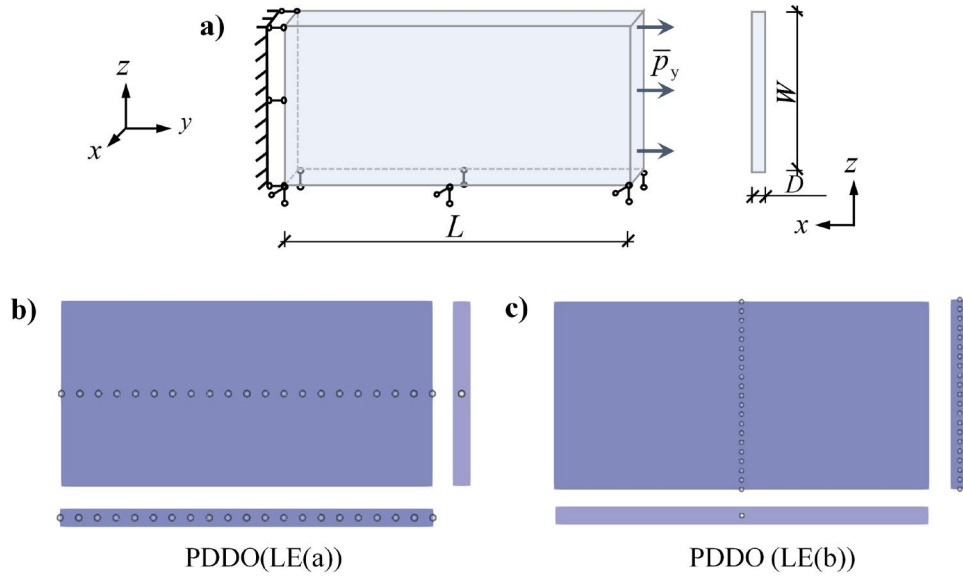 a)
p̅y
z
y
x
L
W
D
z
x
b)
c)
PDDO(LE(a))
PDDO (LE(b))